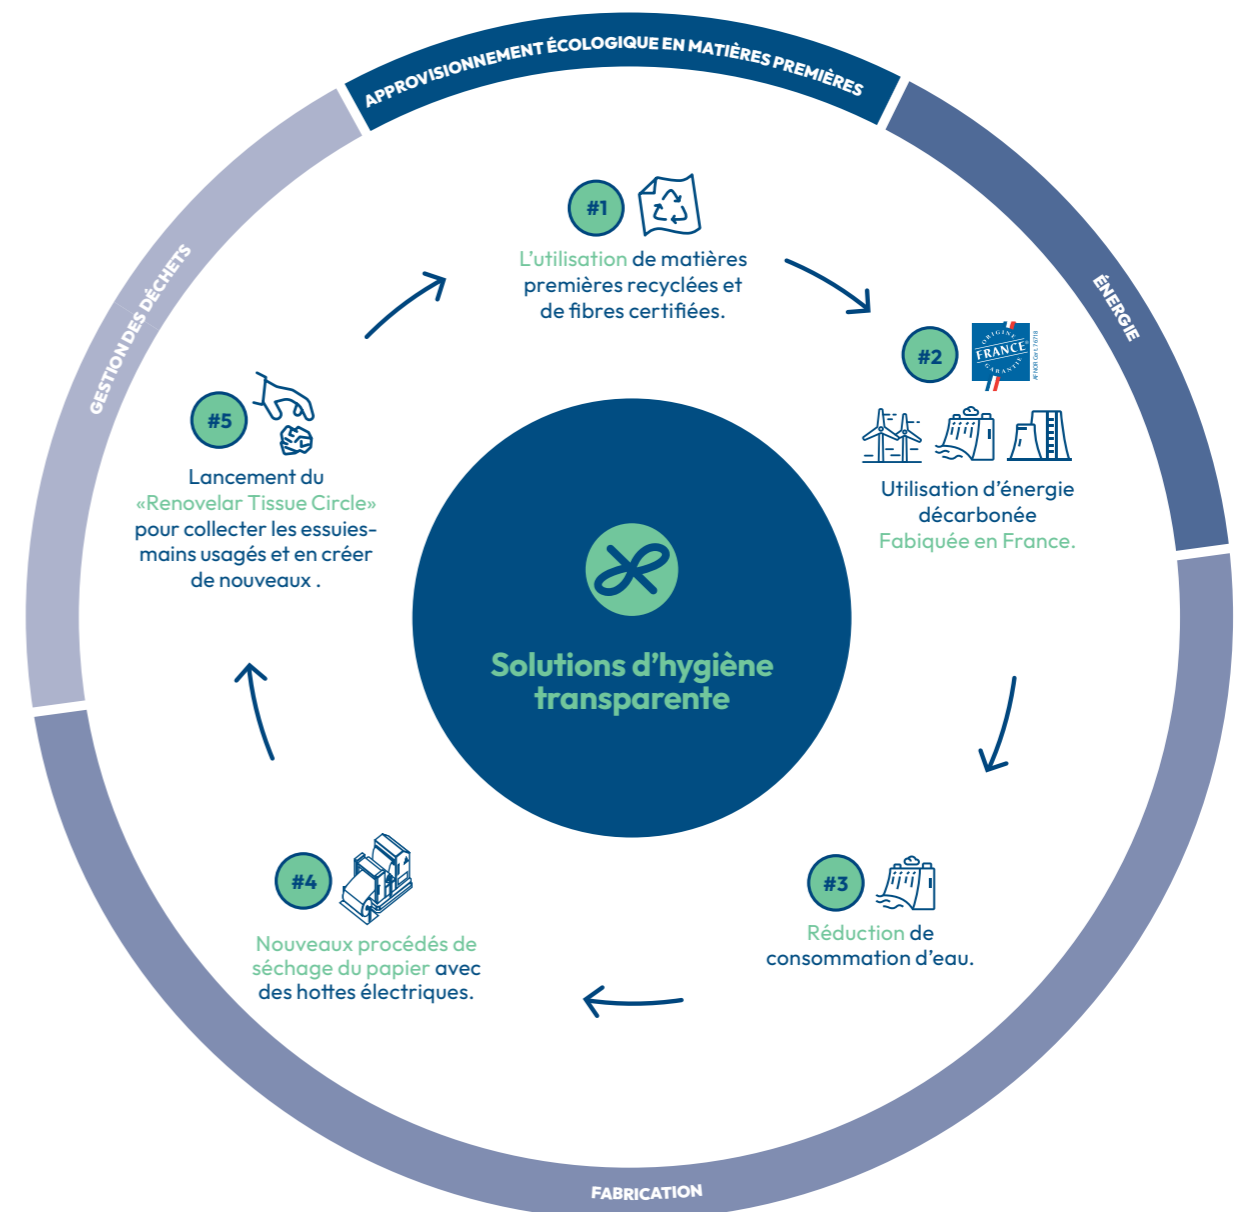 APPROVISIONNEMENT ÉCOLOGIQUE EN MATIÈRES PREMIÈRES
ÉNERGIE
FABRICATION
GESTION DES DÉCHETS
#1
L'utilisation de matières
premières recyclées et
de fibres certifiées.
#2
ORIGINE
FRANCE
GARANTIE
Utilisation d'énergie
décarbonée
Fabiquée en France.
#3
Réduction de
consommation d'eau.
#4
Nouveaux procédés de
séchage du papier avec
des hottes électriques.
#5
Lancement du
«Renovelar Tissue Circle»
pour collecter les essuies-
mains usagés et en créer
de nouveaux .
Solutions d'hygiène
transparente